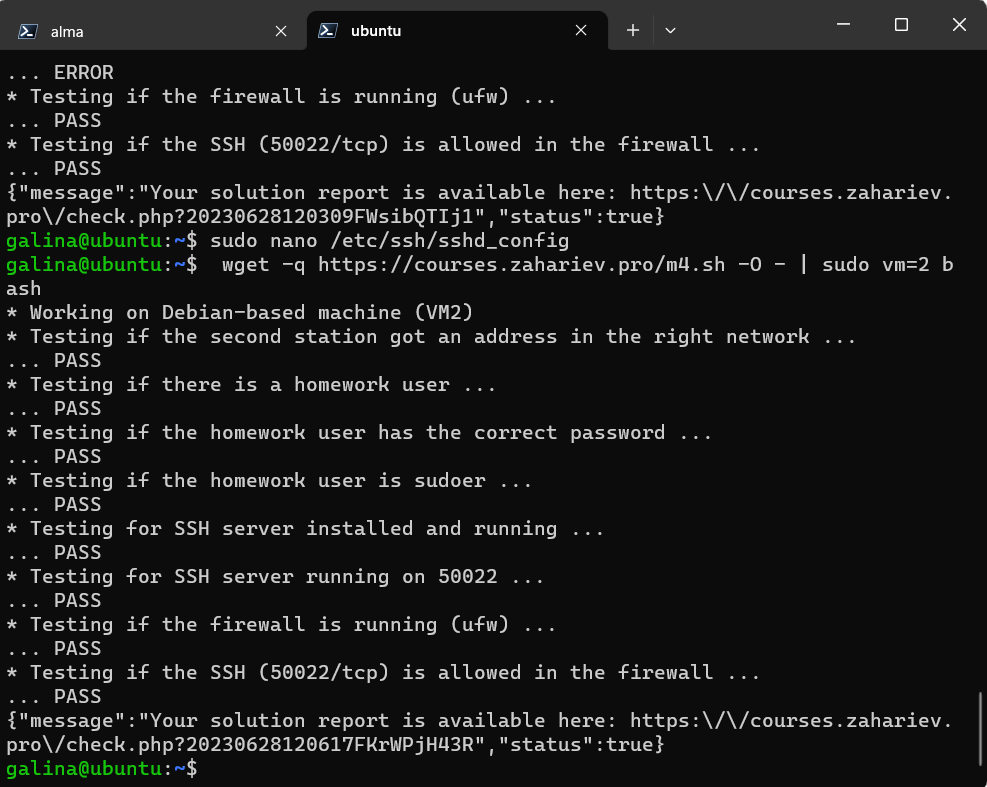 alma
ubuntu
... ERROR
* Testing if the firewall is running (ufw) ...
... PASS
* Testing if the SSH (50022/tcp) is allowed in the firewall ...
... PASS
{"message":"Your solution report is available here: https:\/\/courses.zahariev.
pro\/check.php?20230628120309FWsibQTIj1","status":true}
galina@ubuntu:~$ sudo nano /etc/ssh/sshd_config
galina@ubuntu:~$  wget -q https://courses.zahariev.pro/m4.sh -O - | sudo vm=2 b
ash
* Working on Debian-based machine (VM2)
* Testing if the second station got an address in the right network ...
... PASS
* Testing if there is a homework user ...
... PASS
* Testing if the homework user has the correct password ...
... PASS
* Testing if the homework user is sudoer ...
... PASS
* Testing for SSH server installed and running ...
... PASS
* Testing for SSH server running on 50022 ...
... PASS
* Testing if the firewall is running (ufw) ...
... PASS
* Testing if the SSH (50022/tcp) is allowed in the firewall ...
... PASS
{"message":"Your solution report is available here: https:\/\/courses.zahariev.
pro\/check.php?20230628120617FKrWPjH43R","status":true}
galina@ubuntu:~$